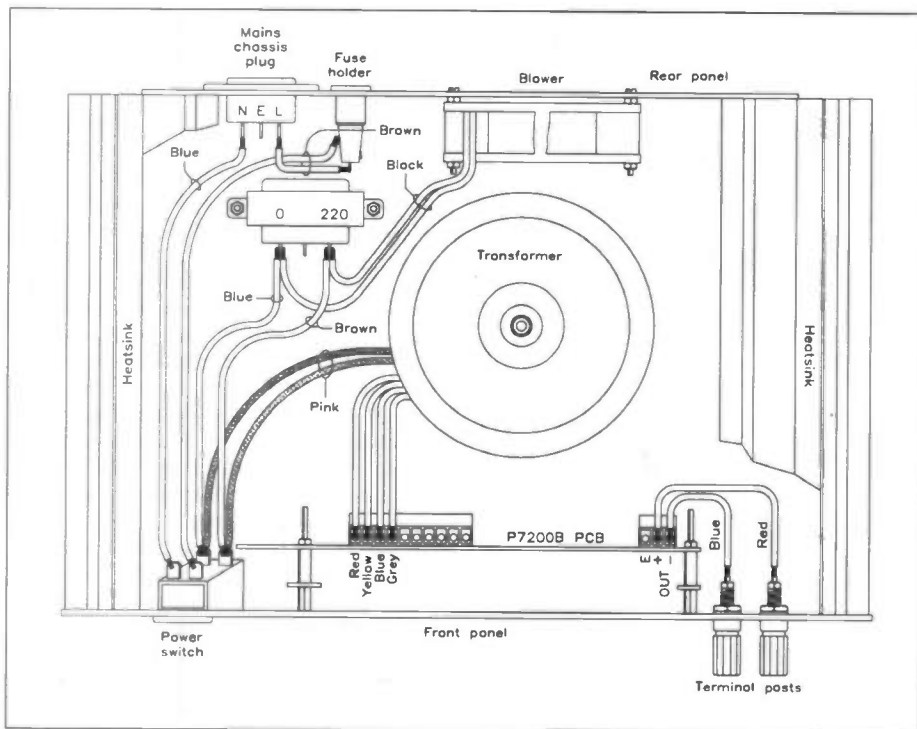 Mains
chassis
plug
Fuse
holder
Blower
Rear panel
N E L
Brown
Blue
Black
0 220
Transformer
Blue
Brown
Heatsink
Heatsink
Pink
P7200B PCB
Red
Yellow
Blue
Grey
E
+
-
OUT
Blue
Red
Power
switch
Front panel
Terminal posts